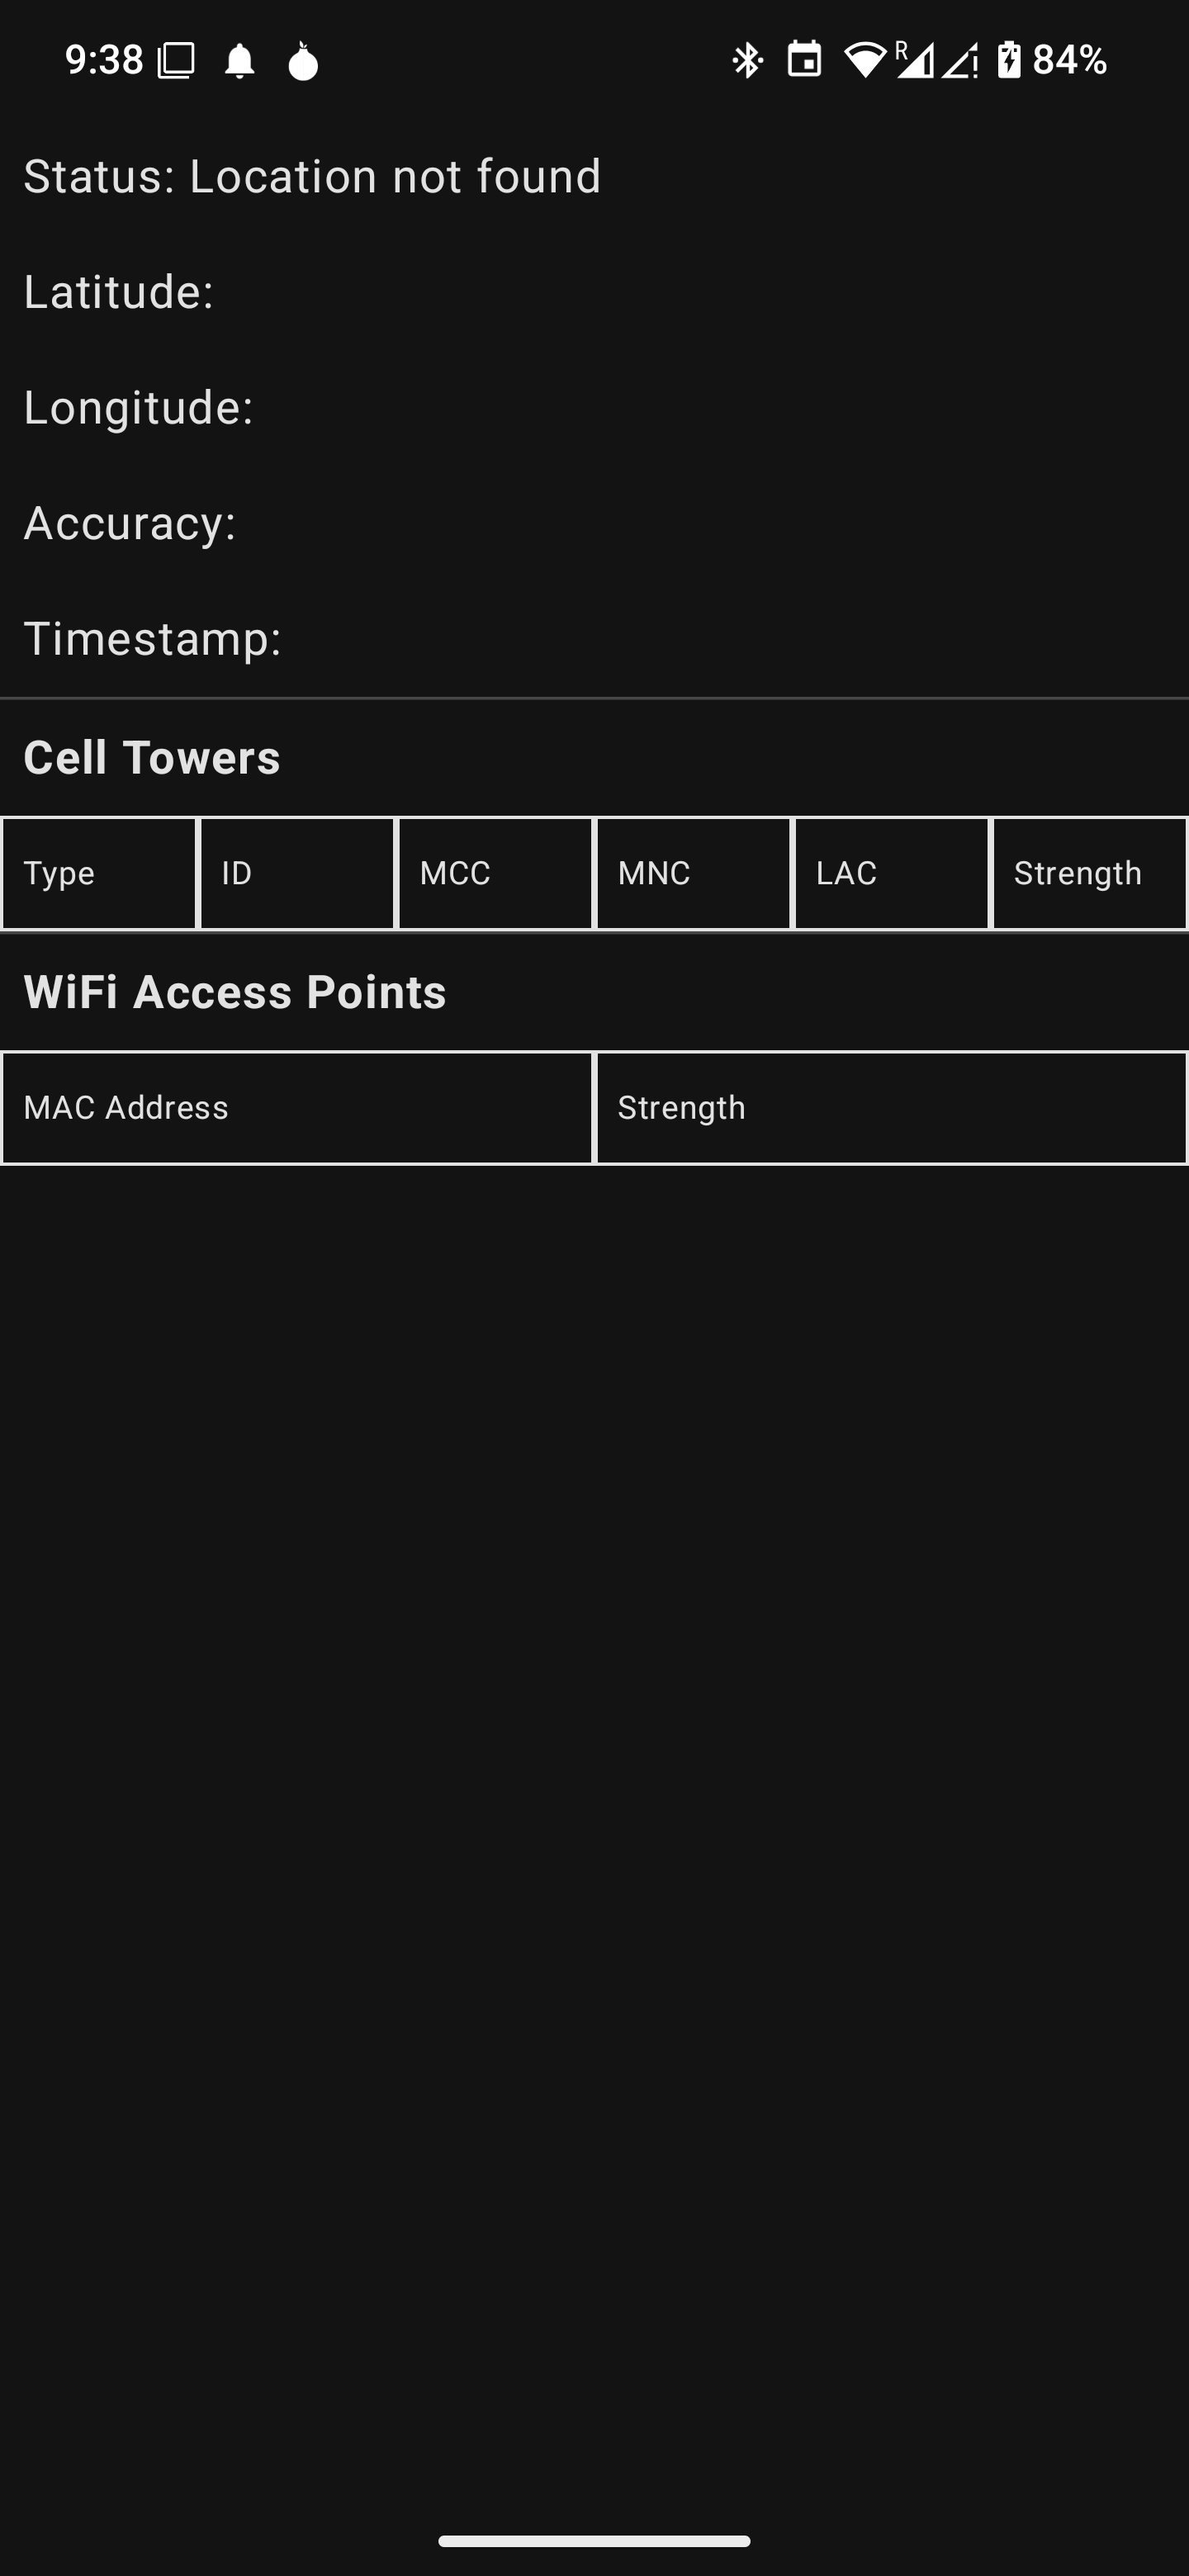 9:38 R 84%
Status: Location not found
Latitude:
Longitude:
Accuracy:
Timestamp:
Cell Towers
Type ID MCC MNC LAC Strength
WiFi Access Points
MAC Address Strength